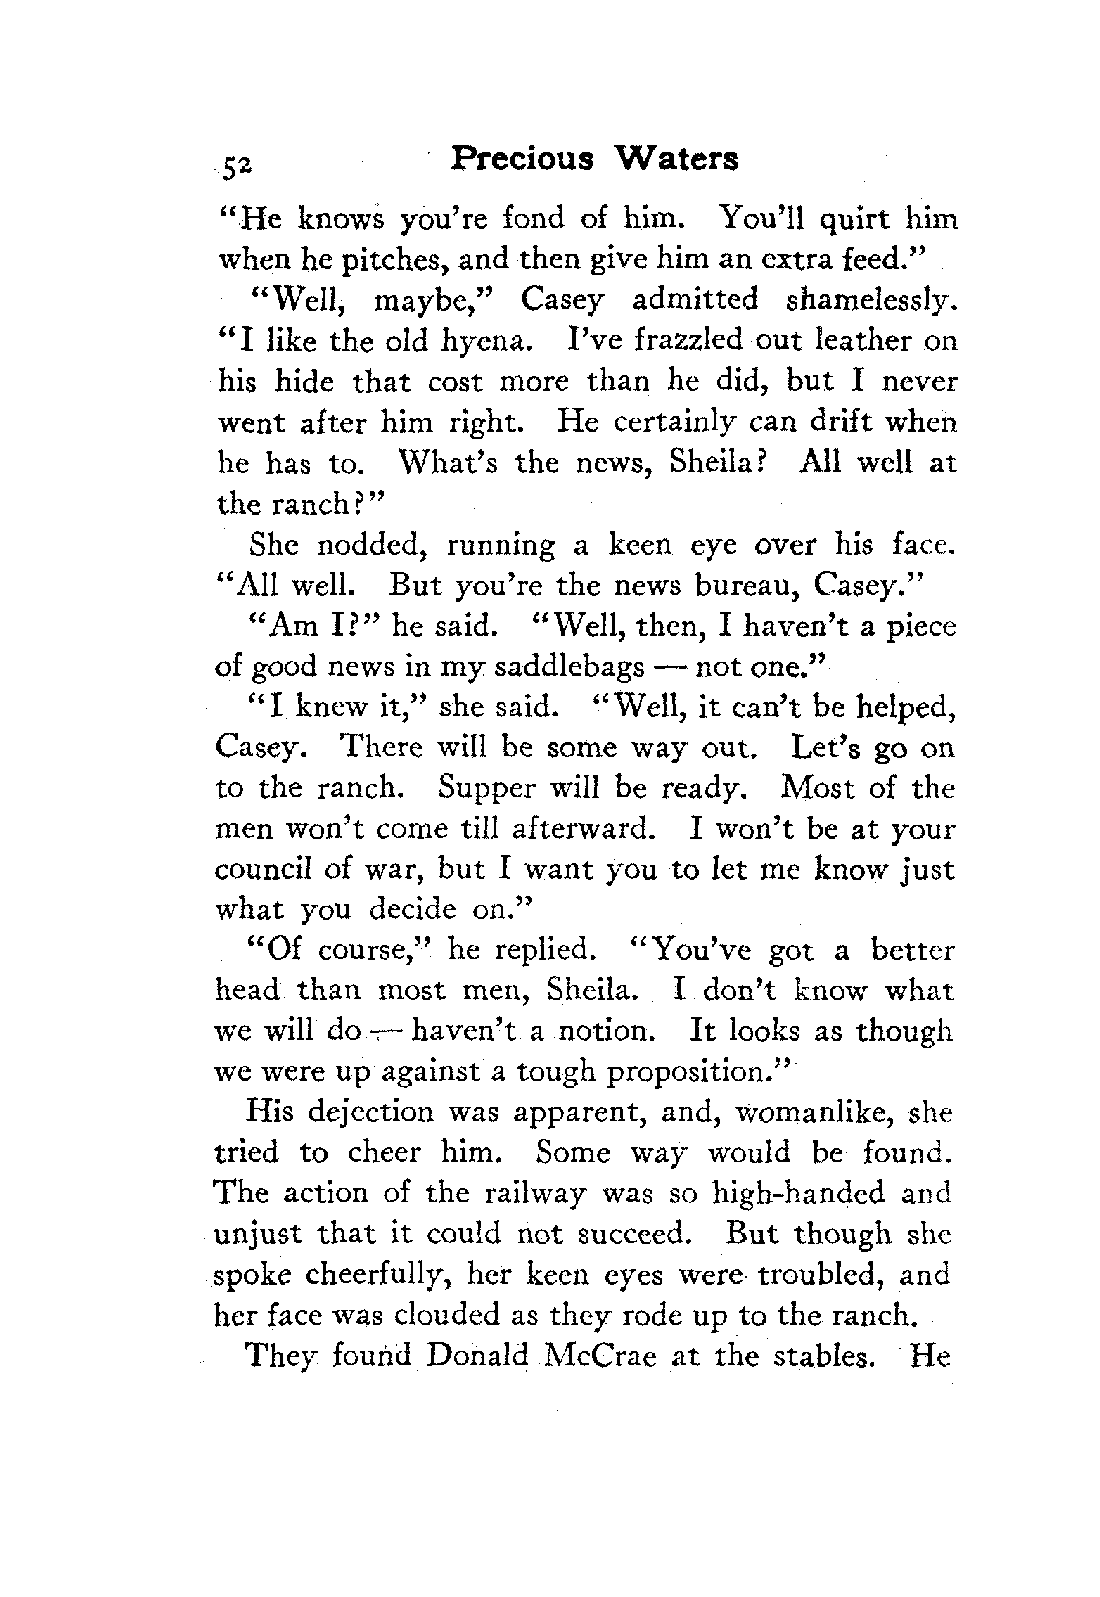 52 Precious Waters
“He knows you’re fond of him. You’ll quirt him
when he pitches, and then give him an extra feed.”
“Well, maybe,” Casey admitted shamelessly.
“I like the old hyena. I’ve frazzled out leather on
his hide that cost more than he did, but I never
went after him right. He certainly can drift when
he has to. What’s the news, Sheila? All well at
the ranch?”
She nodded, running a keen eye over his face.
“All well. But you’re the news bureau, Casey.”
“Am I?” he said. “Well, then, I haven’t a piece
of good news in my saddlebags — not one.”
“I knew it,” she said. “Well, it can’t be helped,
Casey. There will be some way out. Let’s go on
to the ranch. Supper will be ready. Most of the
men won’t come till afterward. I won’t be at your
council of war, but I want you to let me know just
what you decide on.”
“Of course,” he replied. “You’ve got a better
head than most men, Sheila. I don’t know what
we will do — haven’t a notion. It looks as though
we were up against a tough proposition.”
His dejection was apparent, and, womanlike, she
tried to cheer him. Some way would be found.
The action of the railway was so high-handed and
unjust that it could not succeed. But though she
spoke cheerfully, her keen eyes were troubled, and
her face was clouded as they rode up to the ranch.
They found Donald McCrae at the stables. He